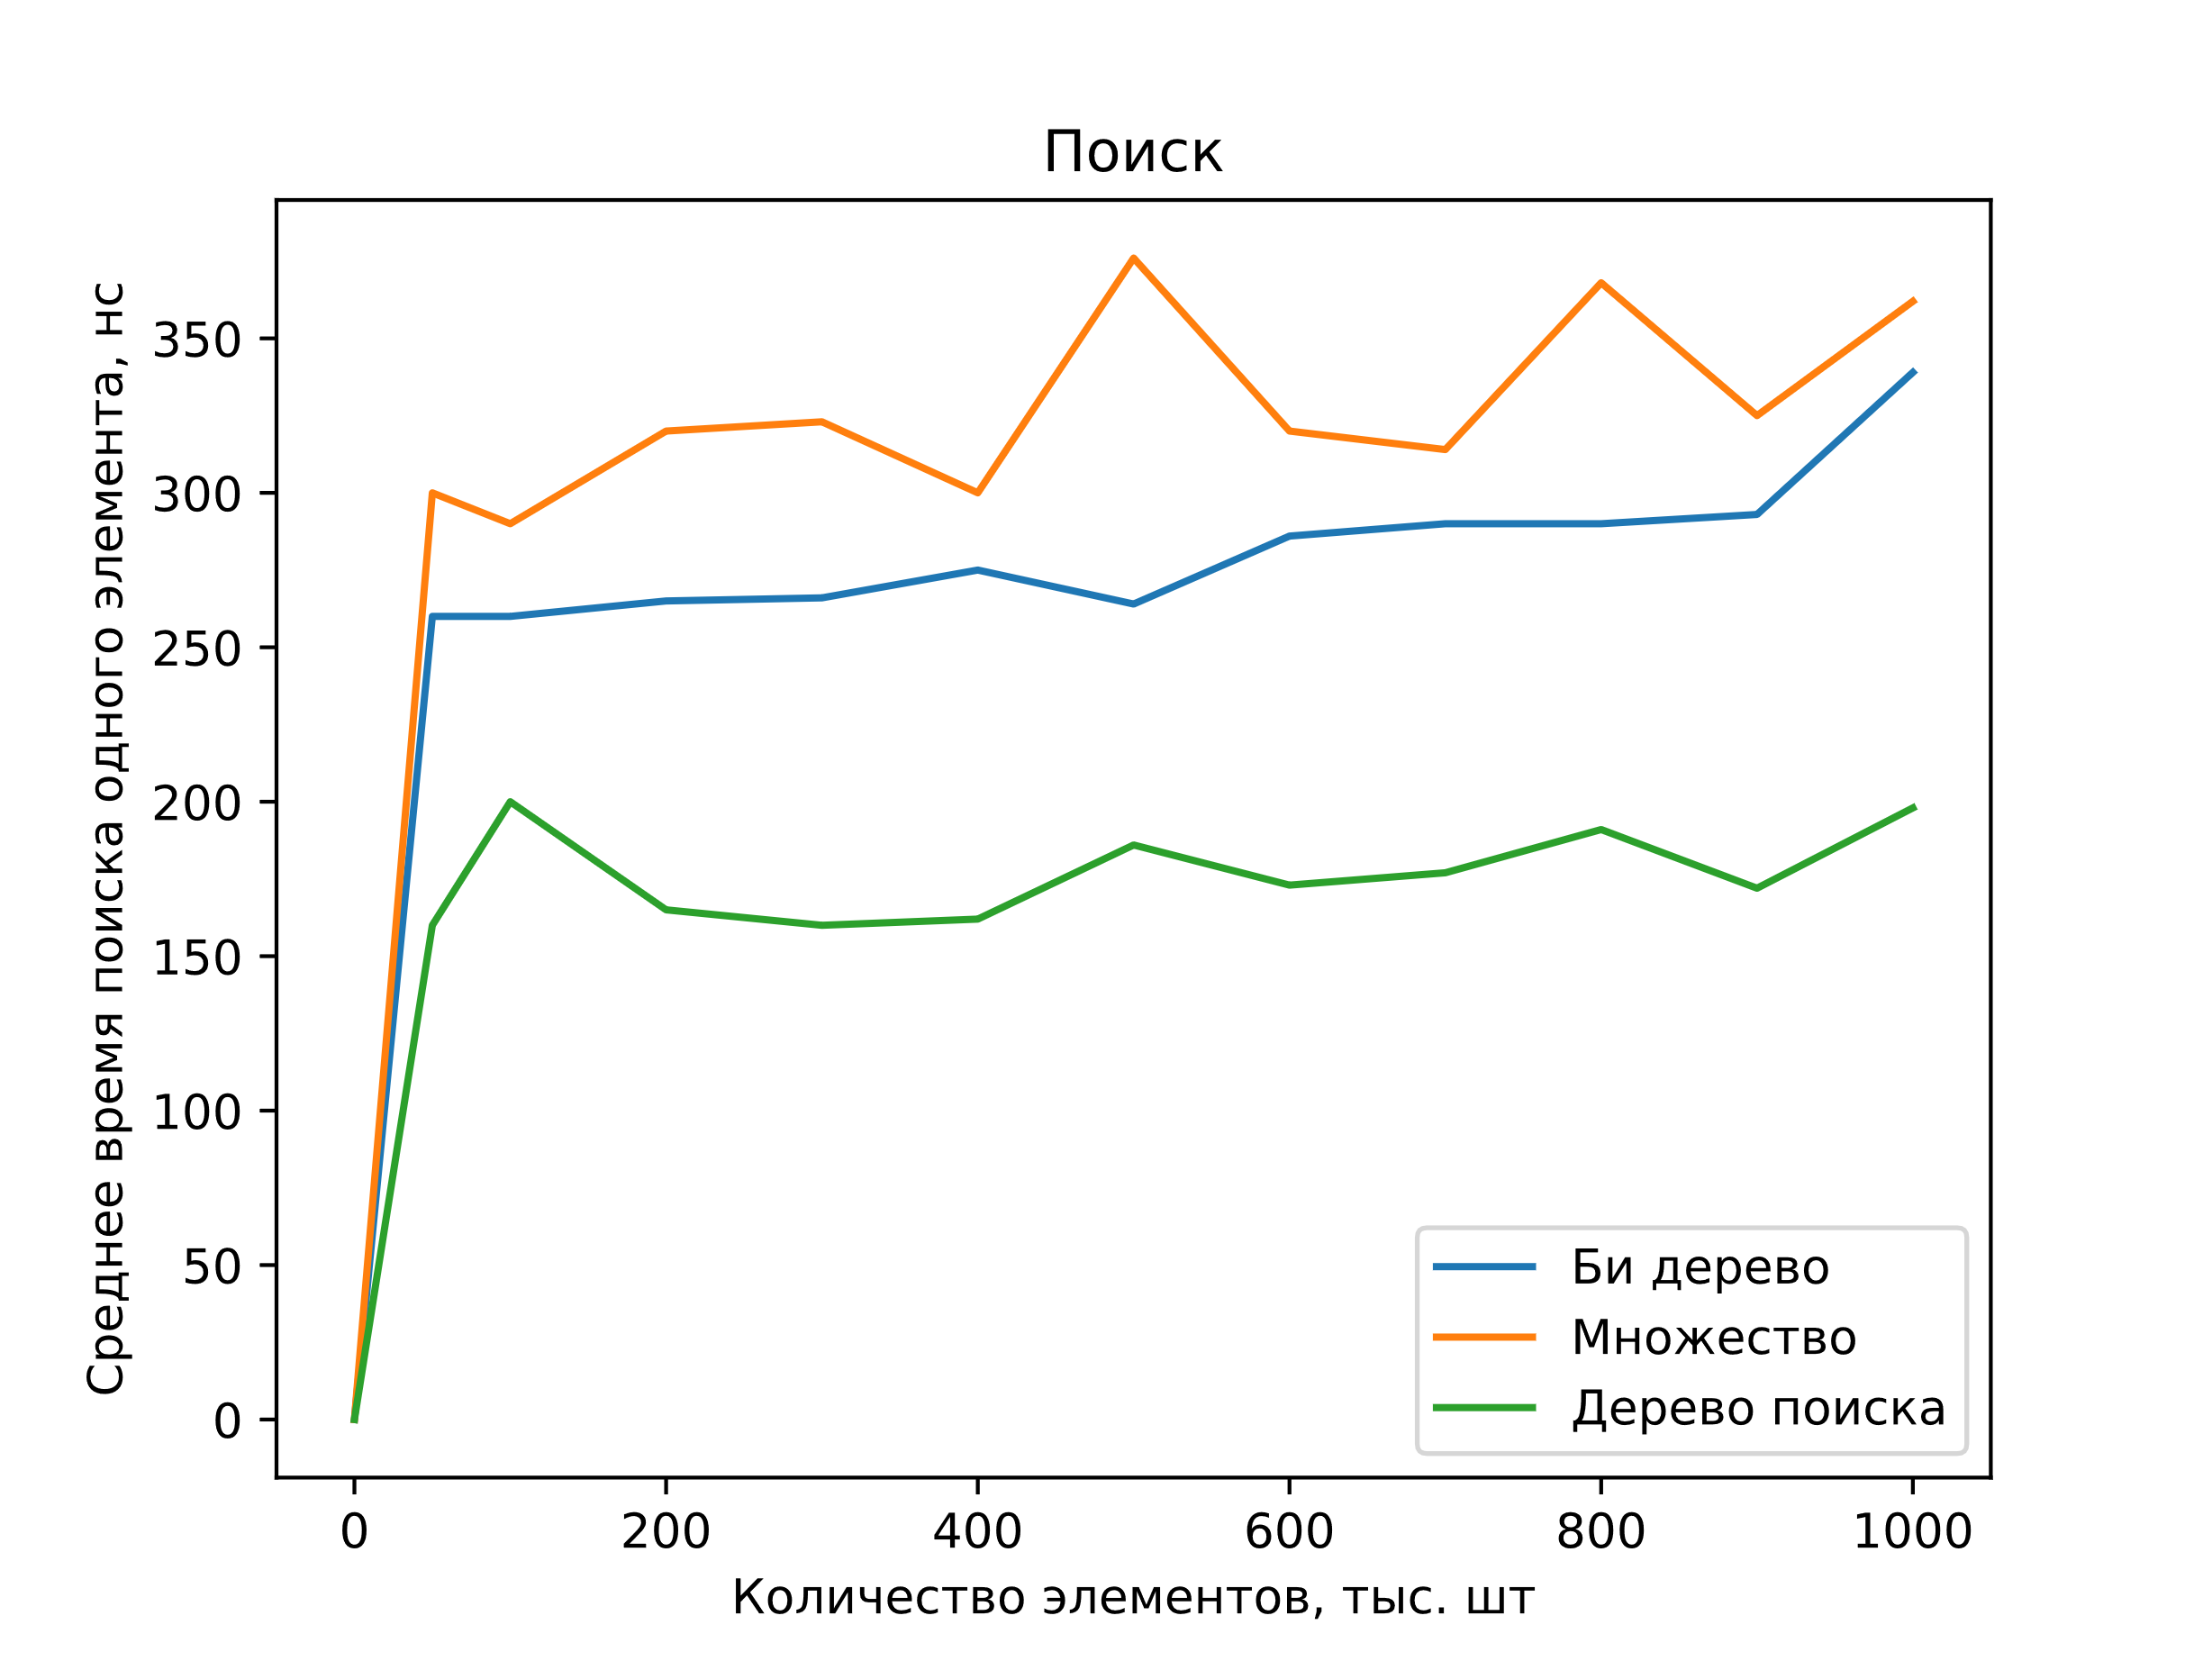 Поиск
Среднее время поиска одного элемента, нс
350
300
250
200
150
100
50
0
0 200 400 600 800 1000
Количество элементов, тыс. шт
Би дерево
Множество
Дерево поиска